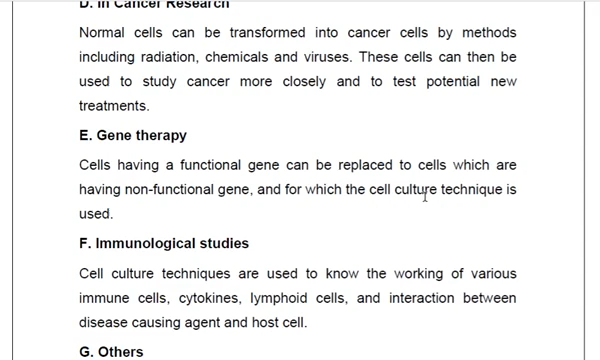 D. In Cancer Research
Normal cells can be transformed into cancer cells by methods
including radiation, chemicals and viruses. These cells can then be
used to study cancer more closely and to test potential new
treatments.
E. Gene therapy
Cells having a functional gene can be replaced to cells which are
having non-functional gene, and for which the cell culture technique is
used.
F. Immunological studies
Cell culture techniques are used to know the working of various
immune cells, cytokines, lymphoid cells, and interaction between
disease causing agent and host cell.
G. Others